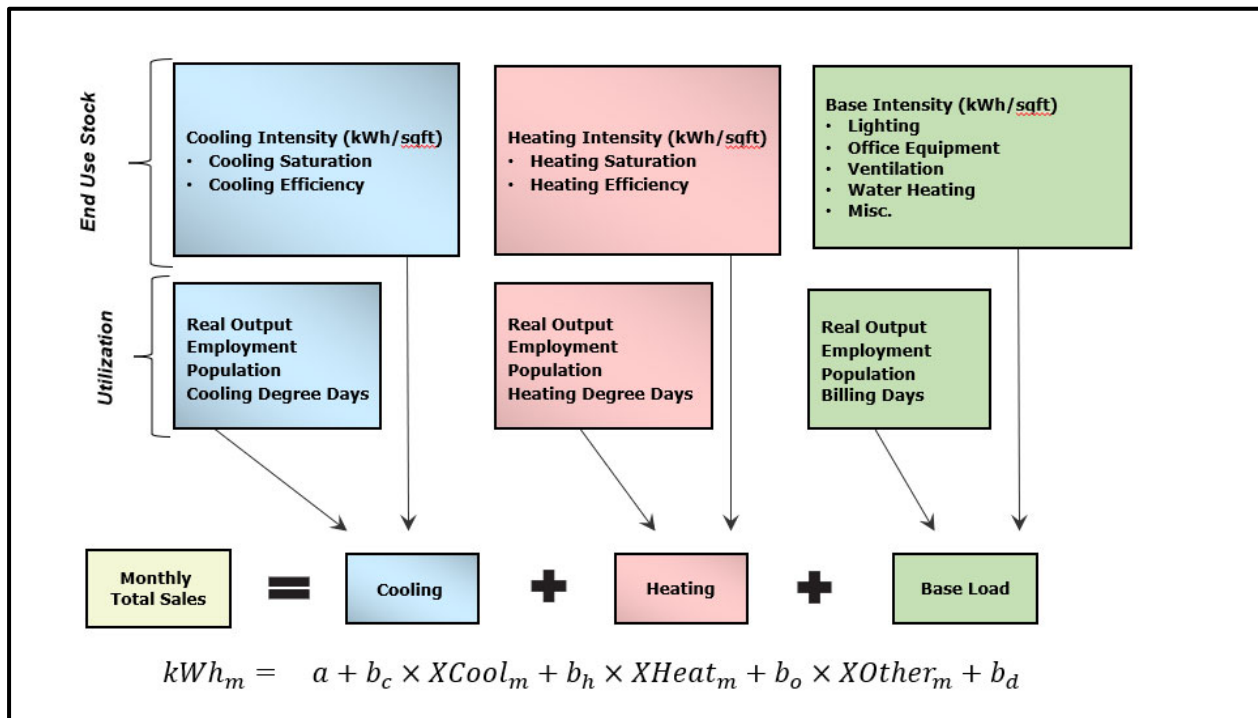 End Use Stock
Cooling Intensity (kWh/sqft)
• Cooling Saturation
• Cooling Efficiency
Heating Intensity (kWh/sqft)
• Heating Saturation
• Heating Efficiency
Base Intensity (kWh/sqft)
• Lighting
• Office Equipment
• Ventilation
• Water Heating
• Misc.
Utilization
Real Output
Employment
Population
Cooling Degree Days
Real Output
Employment
Population
Heating Degree Days
Real Output
Employment
Population
Billing Days
Monthly
Total Sales
=
Cooling
+
Heating
+
Base Load
kWh_m = a + b_c × XCool_m + b_h × XHeat_m + b_o × XOther_m + b_d